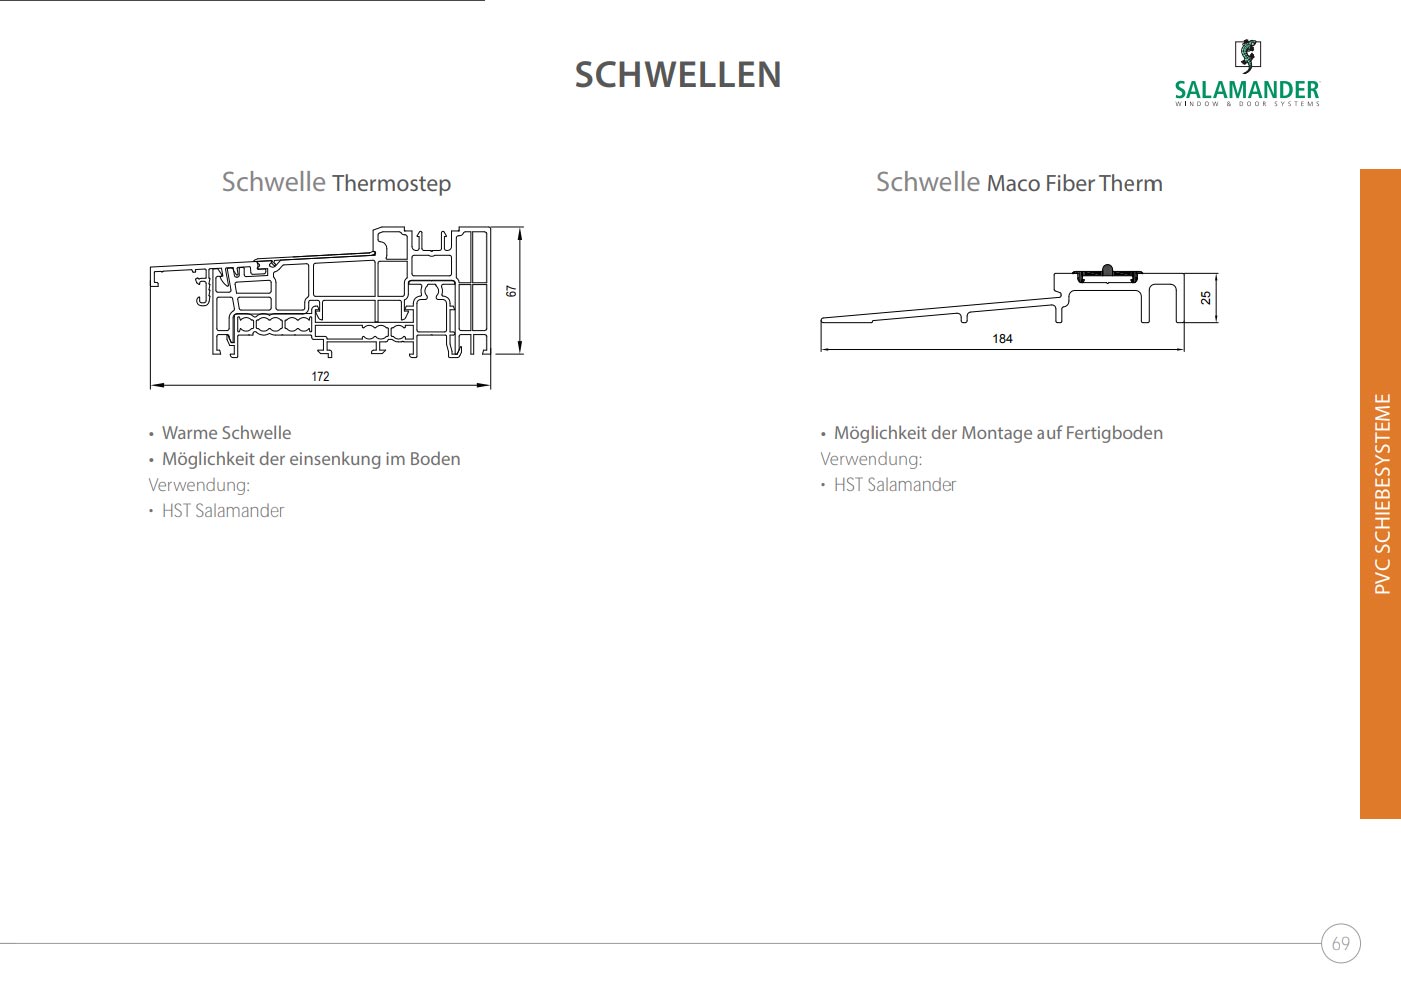 SCHWELLEN
SALAMANDER
WINDOW & DOOR SYSTEMS
Schwelle Thermostep
67
172
• Warme Schwelle
• Möglichkeit der einsenkung im Boden
Verwendung:
• HST Salamander
Schwelle Maco Fiber Therm
25
184
• Möglichkeit der Montage auf Fertigboden
Verwendung:
• HST Salamander
PVC SCHIEBESYSTEME
69